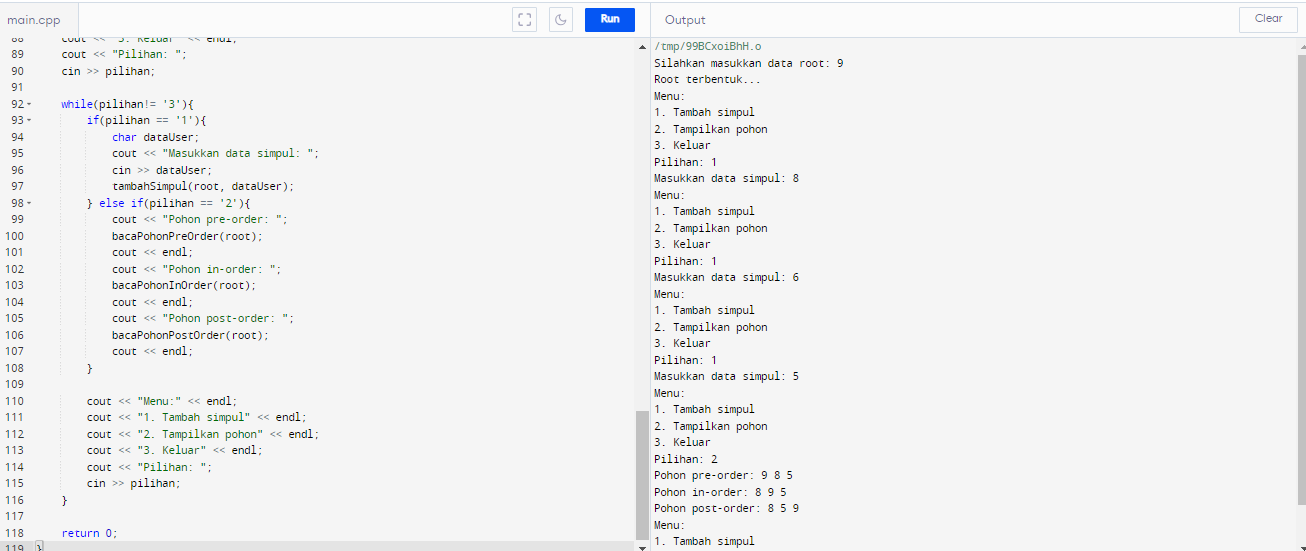 main.cpp
Run
Output
Clear
88 cout << "3. Keluar" << endl;
89 cout << "Pilihan: ";
90 cin >> pilihan;
91
92 while(pilihan!= '3'){
93 if(pilihan == '1'){
94 char dataUser;
95 cout << "Masukkan data simpul: ";
96 cin >> dataUser;
97 tambahSimpul(root, dataUser);
98 } else if(pilihan == '2'){
99 cout << "Pohon pre-order: ";
100 bacaPohonPreOrder(root);
101 cout << endl;
102 cout << "Pohon in-order: ";
103 bacaPohonInOrder(root);
104 cout << endl;
105 cout << "Pohon post-order: ";
106 bacaPohonPostOrder(root);
107 cout << endl;
108 }
109
110 cout << "Menu:" << endl;
111 cout << "1. Tambah simpul" << endl;
112 cout << "2. Tampilkan pohon" << endl;
113 cout << "3. Keluar" << endl;
114 cout << "Pilihan: ";
115 cin >> pilihan;
116 }
117
118 return 0;
119 }
/tmp/99BCxoiBhH.o
Silahkan masukkan data root: 9
Root terbentuk...
Menu:
1. Tambah simpul
2. Tampilkan pohon
3. Keluar
Pilihan: 1
Masukkan data simpul: 8
Menu:
1. Tambah simpul
2. Tampilkan pohon
3. Keluar
Pilihan: 1
Masukkan data simpul: 6
Menu:
1. Tambah simpul
2. Tampilkan pohon
3. Keluar
Pilihan: 1
Masukkan data simpul: 5
Menu:
1. Tambah simpul
2. Tampilkan pohon
3. Keluar
Pilihan: 2
Pohon pre-order: 9 8 5
Pohon in-order: 8 9 5
Pohon post-order: 8 5 9
Menu:
1. Tambah simpul